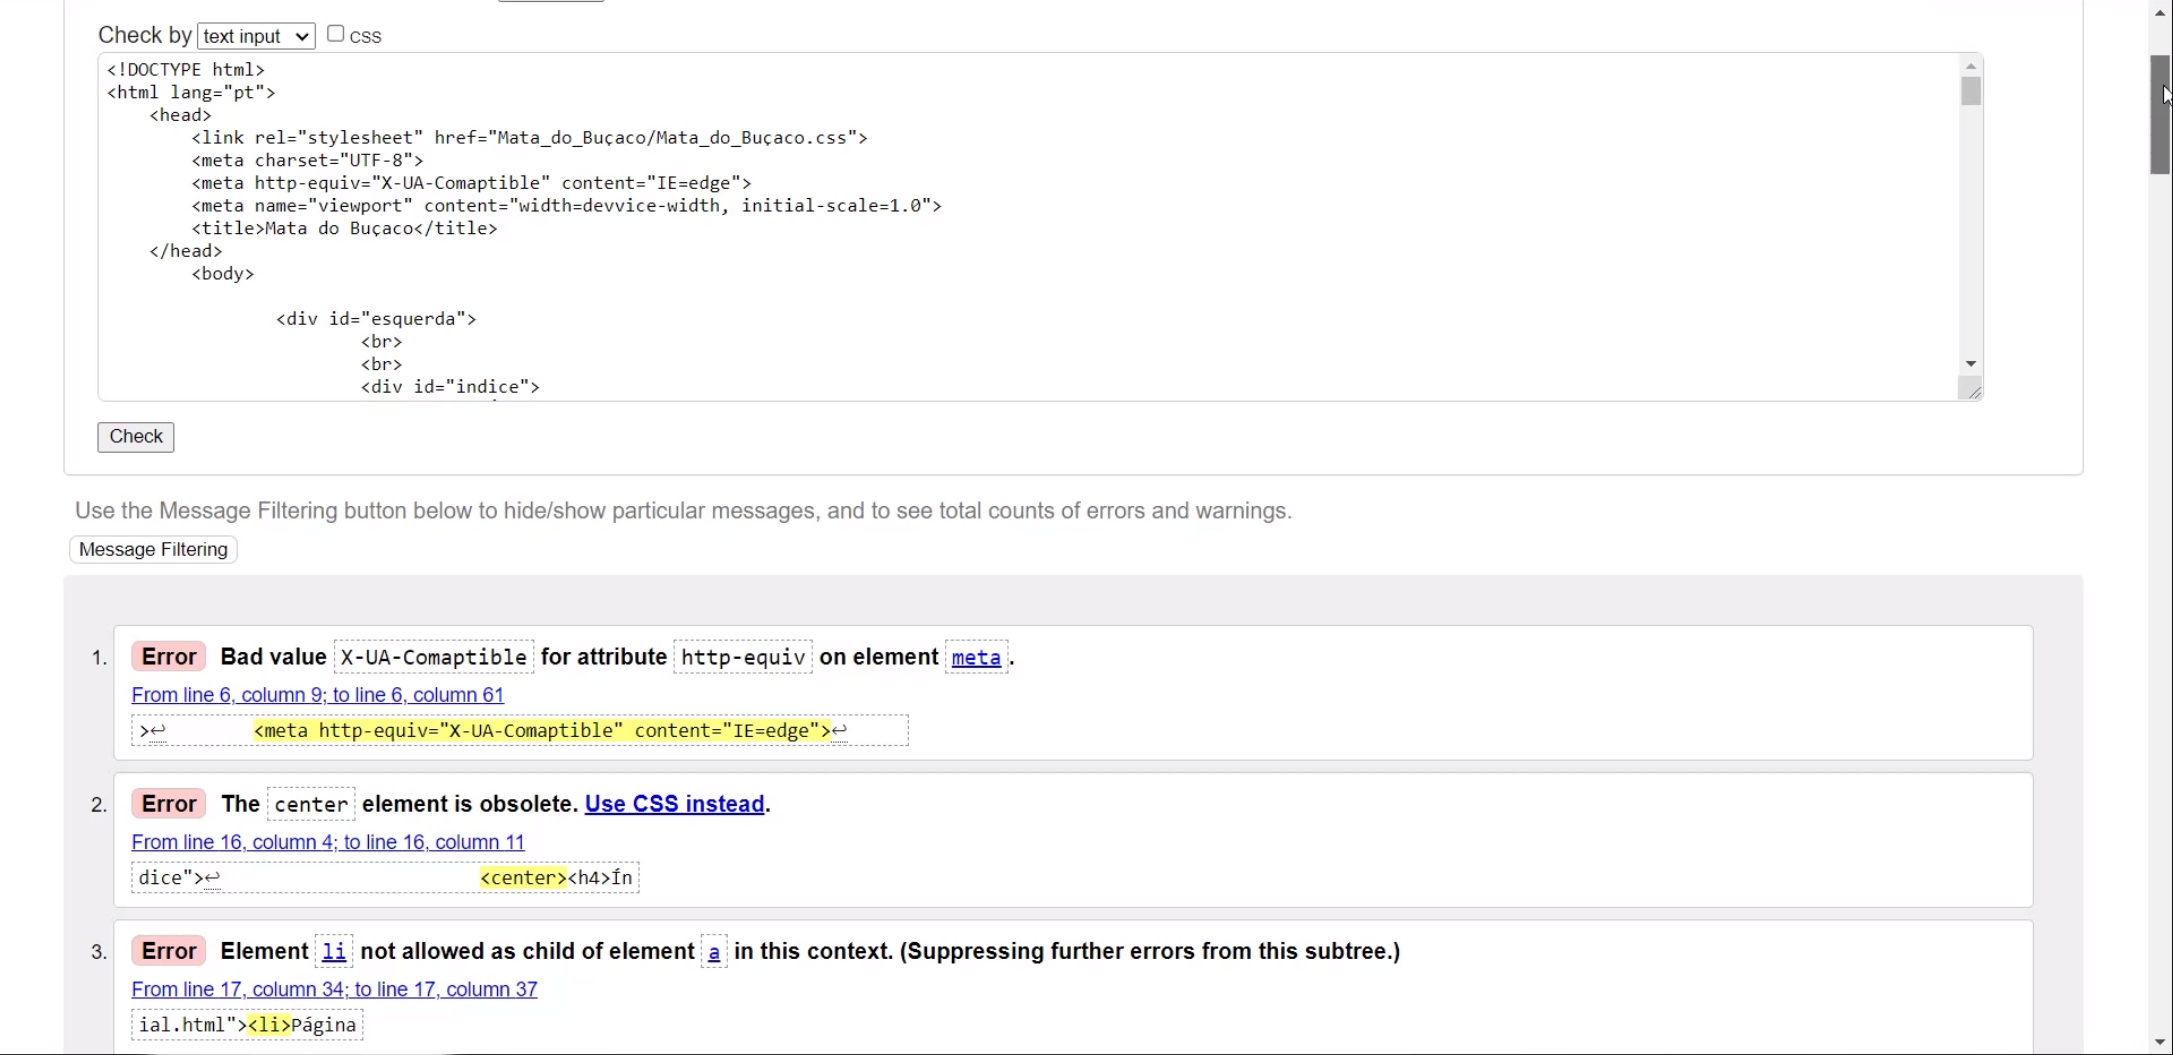 Check by text input CSS
<!DOCTYPE html>
<html lang="pt">
<head>
<link rel="stylesheet" href="Mata_do_Buçaco/Mata_do_Buçaco.css">
<meta charset="UTF-8">
<meta http-equiv="X-UA-Comaptible" content="IE=edge">
<meta name="viewport" content="width=devvice-width, initial-scale=1.0">
<title>Mata do Buçaco</title>
</head>
<body>
<div id="esquerda">
<br>
<br>
<div id="indice">
Check
Use the Message Filtering button below to hide/show particular messages, and to see total counts of errors and warnings.
Message Filtering
1. Error Bad value X-UA-Comaptible for attribute http-equiv on element meta.
From line 6, column 9; to line 6, column 61
>↩ <meta http-equiv="X-UA-Comaptible" content="IE=edge">↩
2. Error The center element is obsolete. Use CSS instead.
From line 16, column 4; to line 16, column 11
dice">↩ <center><h4>Ín
3. Error Element li not allowed as child of element a in this context. (Suppressing further errors from this subtree.)
From line 17, column 34; to line 17, column 37
ial.html"><li>Página